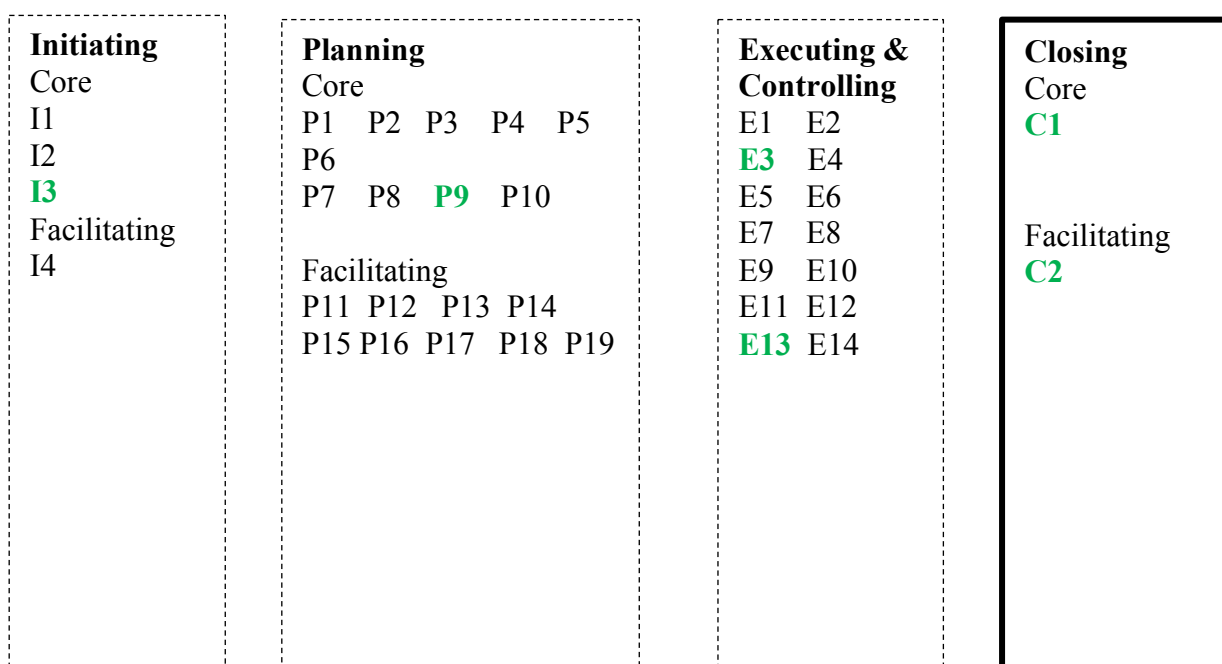 Initiating
Core
I1
I2
I3
Facilitating
I4
Planning
Core
P1 P2 P3 P4 P5
P6
P7 P8 P9 P10
Facilitating
P11 P12 P13 P14
P15 P16 P17 P18 P19
Executing &
Controlling
E1 E2
E3 E4
E5 E6
E7 E8
E9 E10
E11 E12
E13 E14
Closing
Core
C1
Facilitating
C2